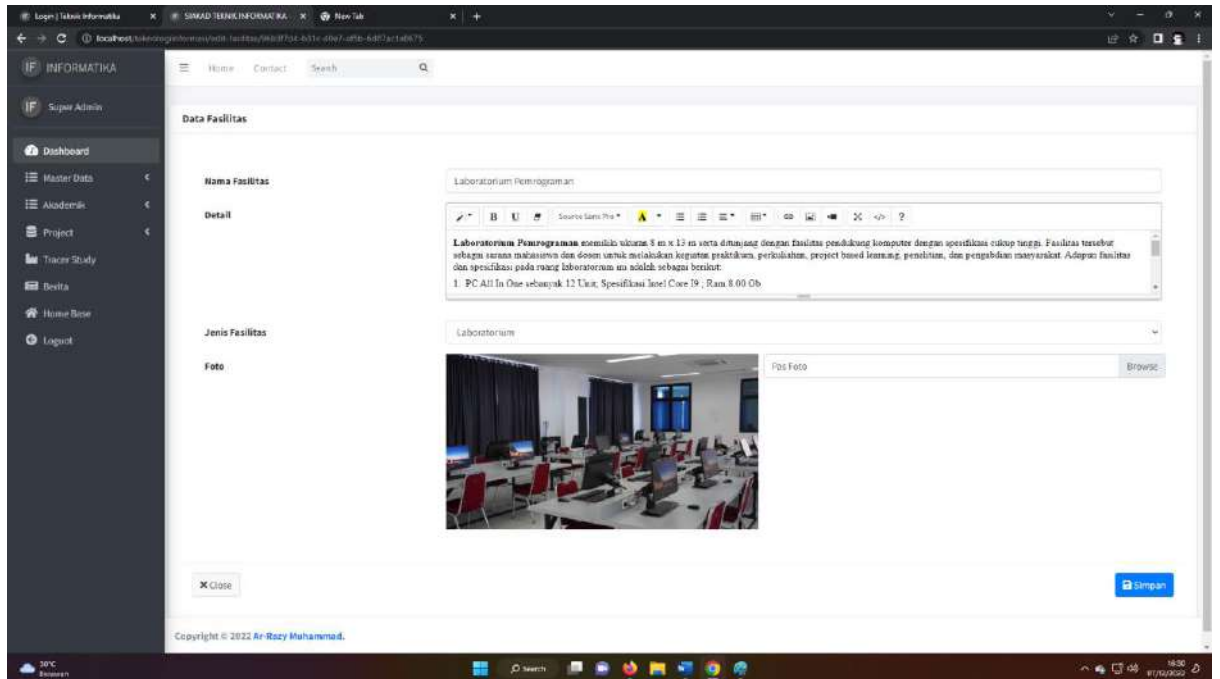 Login | Teknik Informatika
SIMAD TEKNIK INFORMATIKA
New Tab
INFORMATIKA
Home Contact Search
Super Admin
Data Fasilitas
Dashboard
Master Data
Akademik
Project
Tracer Study
Berita
Home Base
Logout
Nama Fasilitas
Laboratorium Pemrograman
Detail
B U Source Sans Pro A ?
Laboratorium Pemrograman memiliki ukuran 8 m x 13 m serta ditunjang dengan fasilitas pendukung komputer dengan spesifikasi cukup tinggi. Fasilitas tersebut
sebagai sarana mahasiswa dan dosen untuk melakukan kegiatan praktikum, perkuliahan, project based learning, penelitian, dan pengabdian masyarakat. Adapun fasilitas
dan spesifikasi pada ruang laboratorium ini adalah sebagai berikut:
1. PC All In One sebanyak 12 Unit; Spesifikasi Intel Core I9 ; Ram 8.00 Gb
Jenis Fasilitas
Laboratorium
Foto
Pas Foto
Browse
Close
Simpan
Copyright © 2022 Ar-Razy Muhammad.
30°C
Search